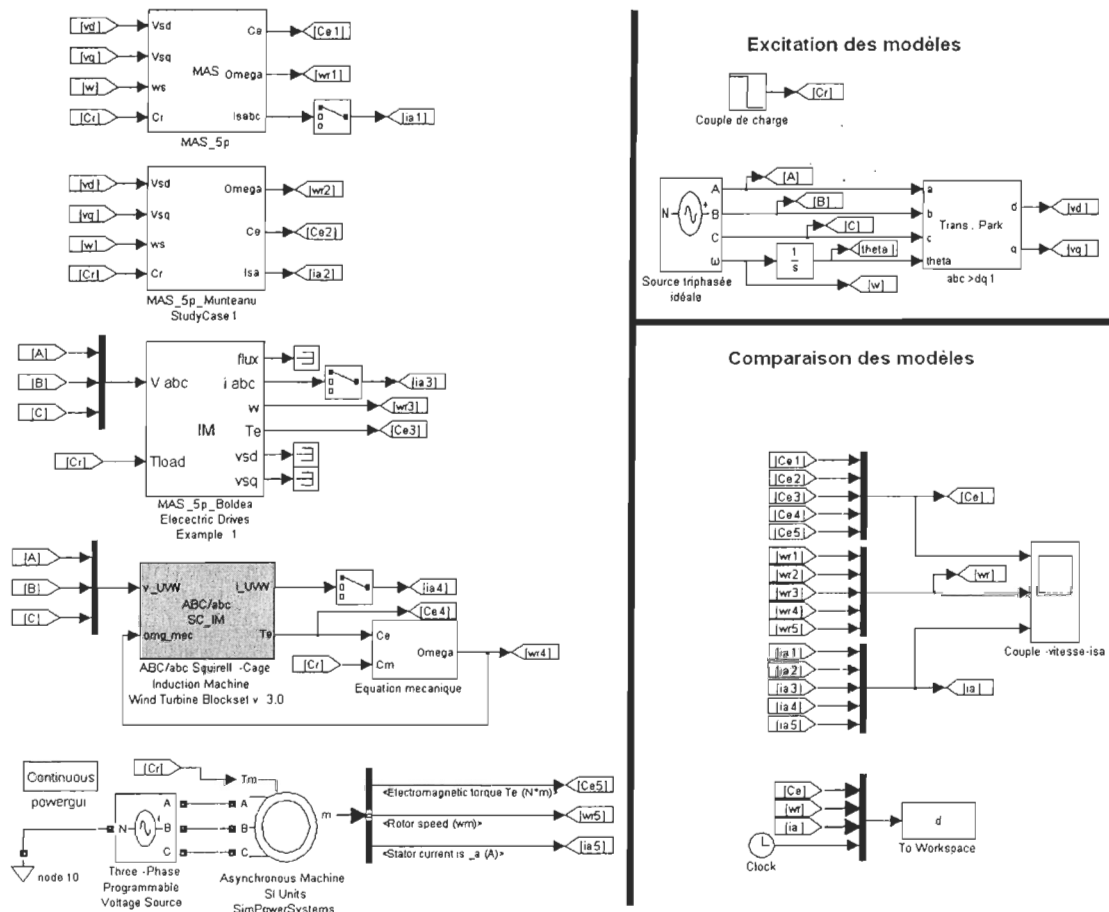 [vd]
[vq]
[w]
[Cr]
Vsd
Vsq
ws
Cr
MAS
Ce
Omega
Isabc
[Ce1]
[wr1]
[ia1]
MAS_5p
[vd]
[vq]
[w]
[Cr]
Vsd
Vsq
ws
Cr
Omega
Ce
Isa
[wr2]
[Ce2]
[ia2]
MAS_5p_Munteanu
StudyCase1
[A]
[B]
[C]
[Cr]
V abc
Tload
IM
flux
i abc
w
Te
vsd
vsq
[ia3]
[wr3]
[Ce3]
MAS_5p_Boldea
Elecectric Drives
Example 1
[A]
[B]
[C]
v_UVW
omg_mec
ABC/abc
SC_IM
i_UVW
Te
[ia4]
[Ce4]
[Cr]
Ce
Cm
Omega
[wr4]
Equation mecanique
ABC/abc Squirell -Cage
Induction Machine
Wind Turbine Blockset v 3.0
Continuous
powergui
[Cr]
Tm
N
A
B
C
A
B
C
m
<Electromagnetic torque Te (N*m)>
<Rotor speed (wm)>
<Stator current is _a (A)>
[Ce5]
[wr5]
[ia5]
node 10
Three -Phase
Programmable
Voltage Source
Asynchronous Machine
SI Units
SimPowerSystems
Excitation des modèles
[Cr]
Couple de charge
N
A
B
C
ω
[A]
[B]
[C]
1
s
[theta]
[w]
a
b
c
theta
Trans. Park
d
q
[vd]
[vq]
Source triphasée
idéale
abc >dq1
Comparaison des modèles
[Ce1]
[Ce2]
[Ce3]
[Ce4]
[Ce5]
[Ce]
[wr1]
[wr2]
[wr3]
[wr4]
[wr5]
[wr]
[ia1]
[ia2]
[ia3]
[ia4]
[ia5]
[ia]
Couple -vitesse-isa
[Ce]
[wr]
[ia]
Clock
d
To Workspace